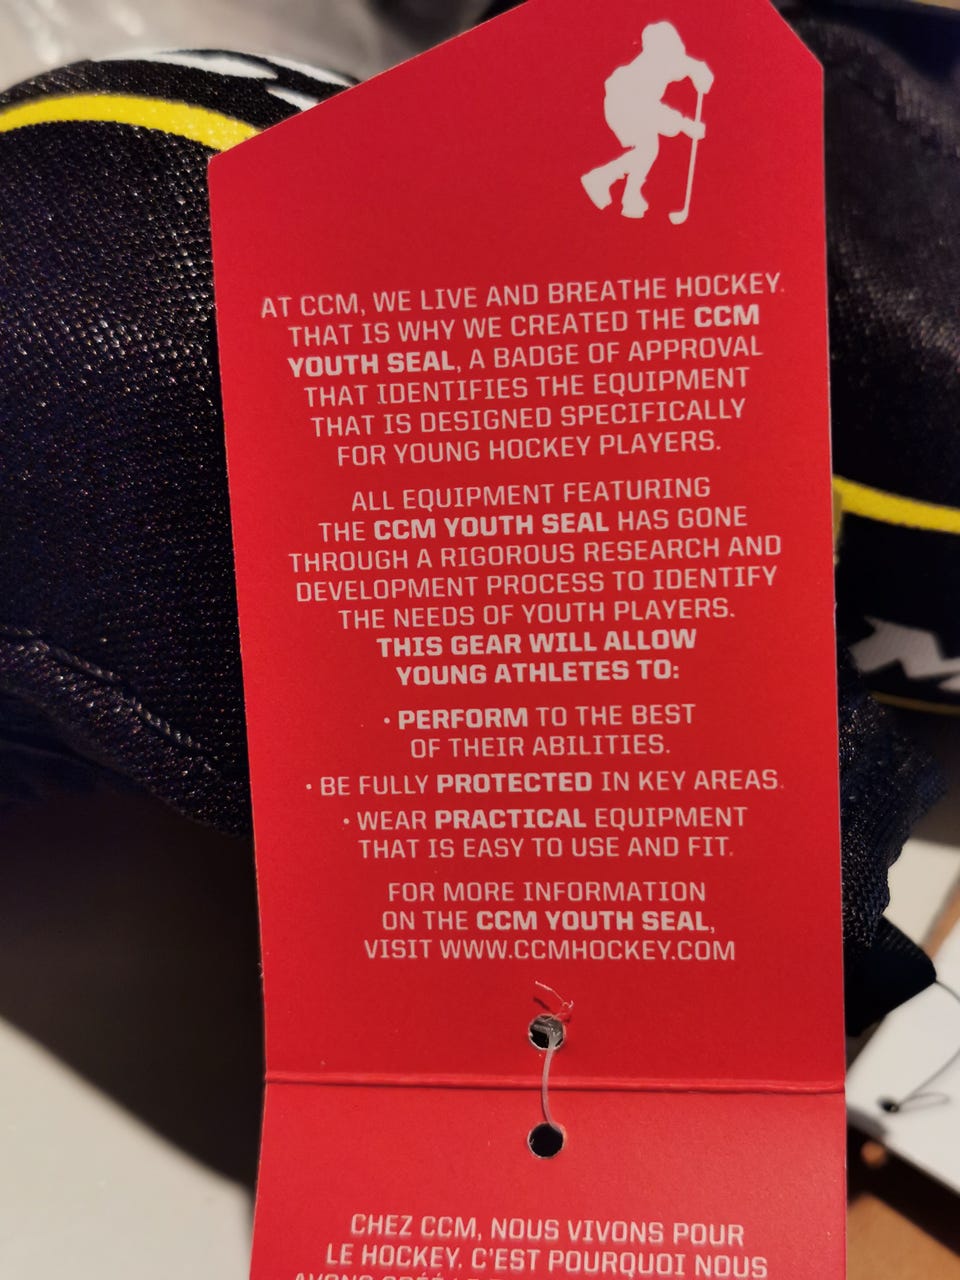 AT CCM, WE LIVE AND BREATHE HOCKEY.
THAT IS WHY WE CREATED THE CCM
YOUTH SEAL, A BADGE OF APPROVAL
THAT IDENTIFIES THE EQUIPMENT
THAT IS DESIGNED SPECIFICALLY
FOR YOUNG HOCKEY PLAYERS.
ALL EQUIPMENT FEATURING
THE CCM YOUTH SEAL HAS GONE
THROUGH A RIGOROUS RESEARCH AND
DEVELOPMENT PROCESS TO IDENTIFY
THE NEEDS OF YOUTH PLAYERS.
THIS GEAR WILL ALLOW
YOUNG ATHLETES TO:
• PERFORM TO THE BEST
OF THEIR ABILITIES.
• BE FULLY PROTECTED IN KEY AREAS.
• WEAR PRACTICAL EQUIPMENT
THAT IS EASY TO USE AND FIT.
FOR MORE INFORMATION
ON THE CCM YOUTH SEAL,
VISIT WWW.CCMHOCKEY.COM
CHEZ CCM, NOUS VIVONS POUR
LE HOCKEY. C'EST POURQUOI NOUS
AVONS CRÉÉ